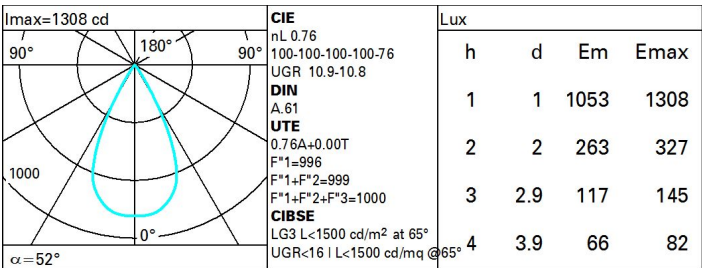 Imax=1308 cd
90°
180°
90°
1000
0°
α=52°
CIE
nL 0.76
100-100-100-100-76
UGR 10.9-10.8
DIN
A.61
UTE
0.76A+0.00T
F"1=996
F"1+F"2=999
F"1+F"2+F"3=1000
CIBSE
LG3 L<1500 cd/m² at 65°
UGR<16 | L<1500 cd/mq @65°
Lux
h d Em Emax
1 1 1053 1308
2 2 263 327
3 2.9 117 145
4 3.9 66 82